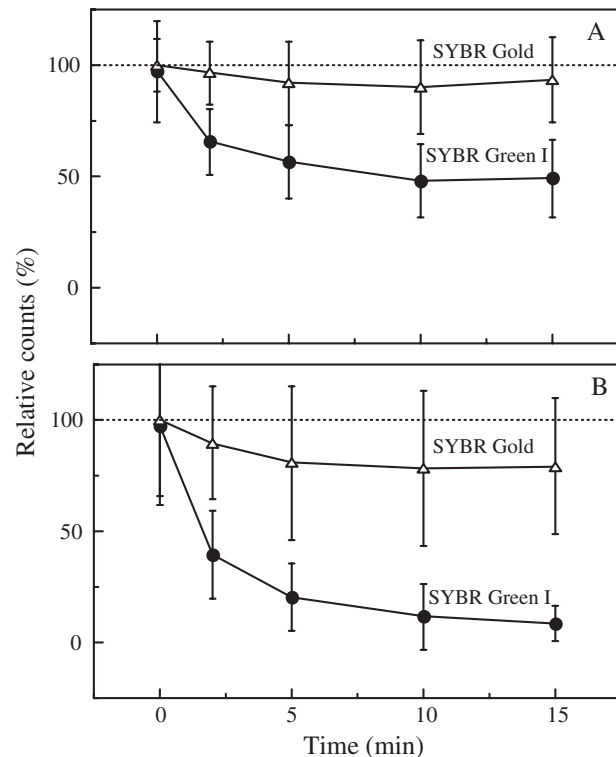 A
SYBR Gold
100
SYBR Green I
50
0
Relative counts (%)
B
100
SYBR Gold
50
SYBR Green I
0
0 5 10 15
Time (min)